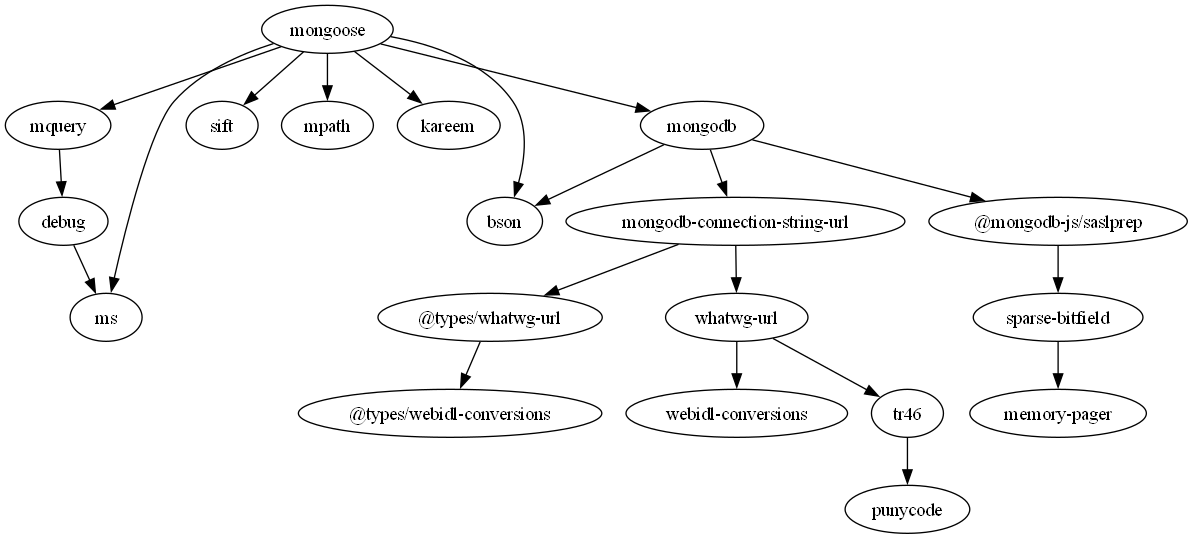 mongoose
mquery
sift
mpath
kareem
mongodb
debug
bson
mongodb-connection-string-url
@mongodb-js/saslprep
ms
@types/whatwg-url
whatwg-url
sparse-bitfield
@types/webidl-conversions
webidl-conversions
tr46
memory-pager
punycode